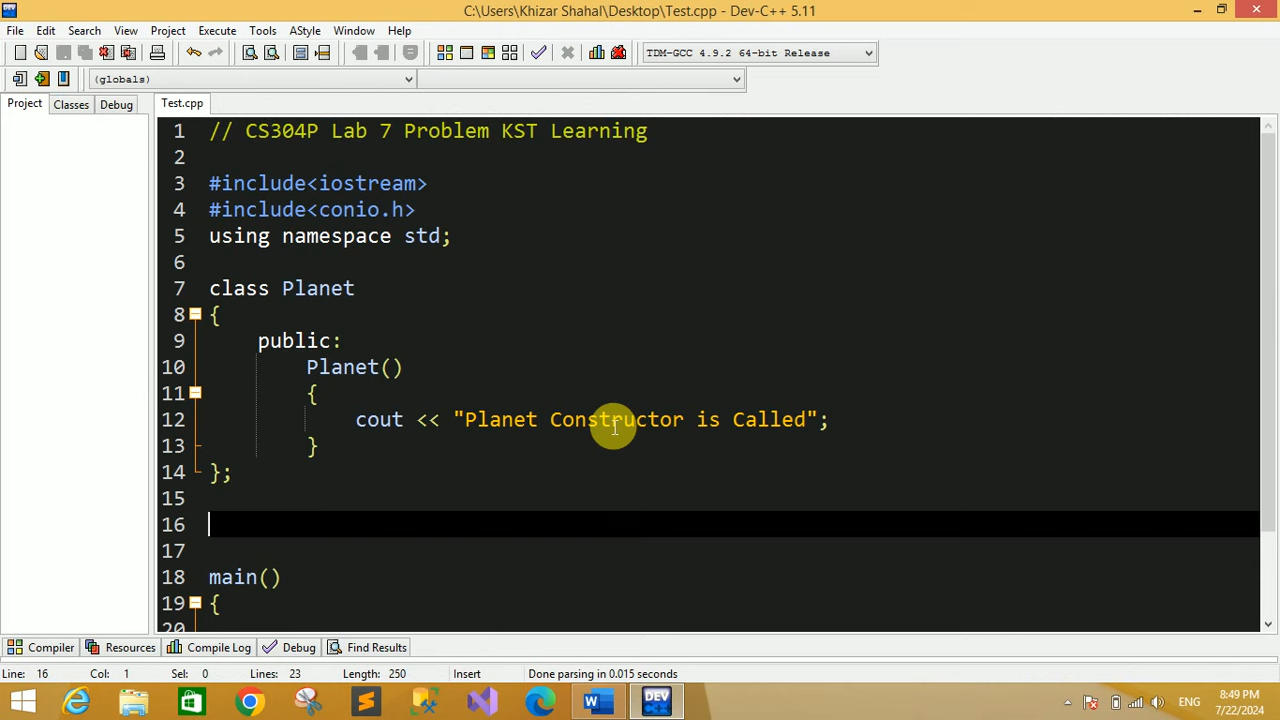 C:\Users\Khizar Shahal\Desktop\Test.cpp - Dev-C++ 5.11
File Edit Search View Project Execute Tools AStyle Window Help
TDM-GCC 4.9.2 64-bit Release
(globals)
Project Classes Debug Test.cpp
1 // CS304P Lab 7 Problem KST Learning
2
3 #include<iostream>
4 #include<conio.h>
5 using namespace std;
6
7 class Planet
8 {
9 public:
10 Planet()
11 {
12 cout << "Planet Constructor is Called";
13 }
14 };
15
16
17
18 main()
19 {
20
Compiler Resources Compile Log Debug Find Results
Line: 16 Col: 1 Sel: 0 Lines: 23 Length: 250 Insert Done parsing in 0.015 seconds
W DEV C++ ENG 8:49 PM
7/22/2024